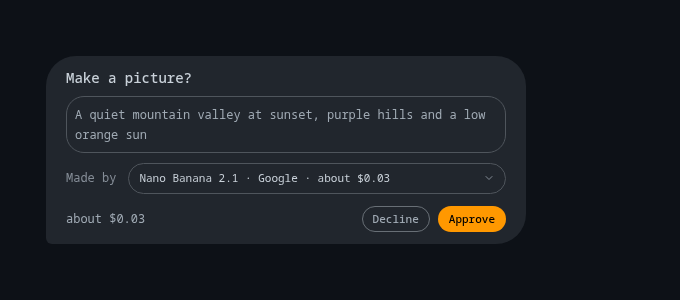 Make a picture?
A quiet mountain valley at sunset, purple hills and a low
orange sun
Made by Nano Banana 2.1 · Google · about $0.03
about $0.03 Decline Approve